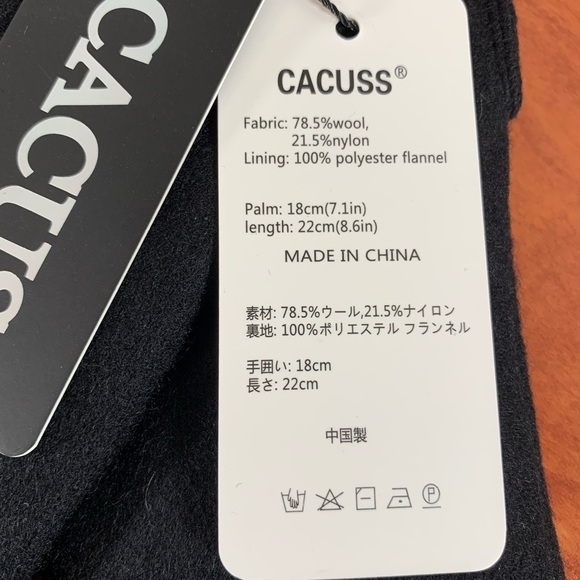 CACUSS
CACUSS®
Fabric: 78.5%wool,
21.5%nylon
Lining: 100% polyester flannel
Palm: 18cm(7.1in)
length: 22cm(8.6in)
MADE IN CHINA
素材: 78.5%ウール,21.5%ナイロン
裏地: 100%ポリエステル フランネル
手囲い: 18cm
長さ: 22cm
中国製
P